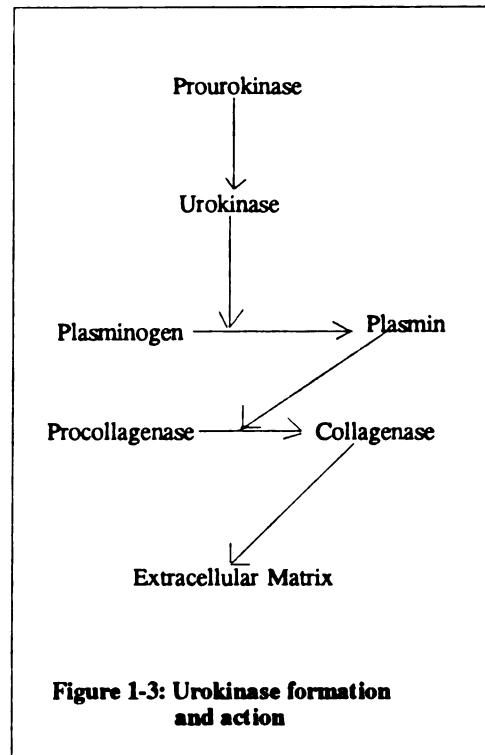 Prourokinase
Urokinase
Plasminogen
Plasmin
Procollagenase
Collagenase
Extracellular Matrix
Figure 1-3: Urokinase formation
and action